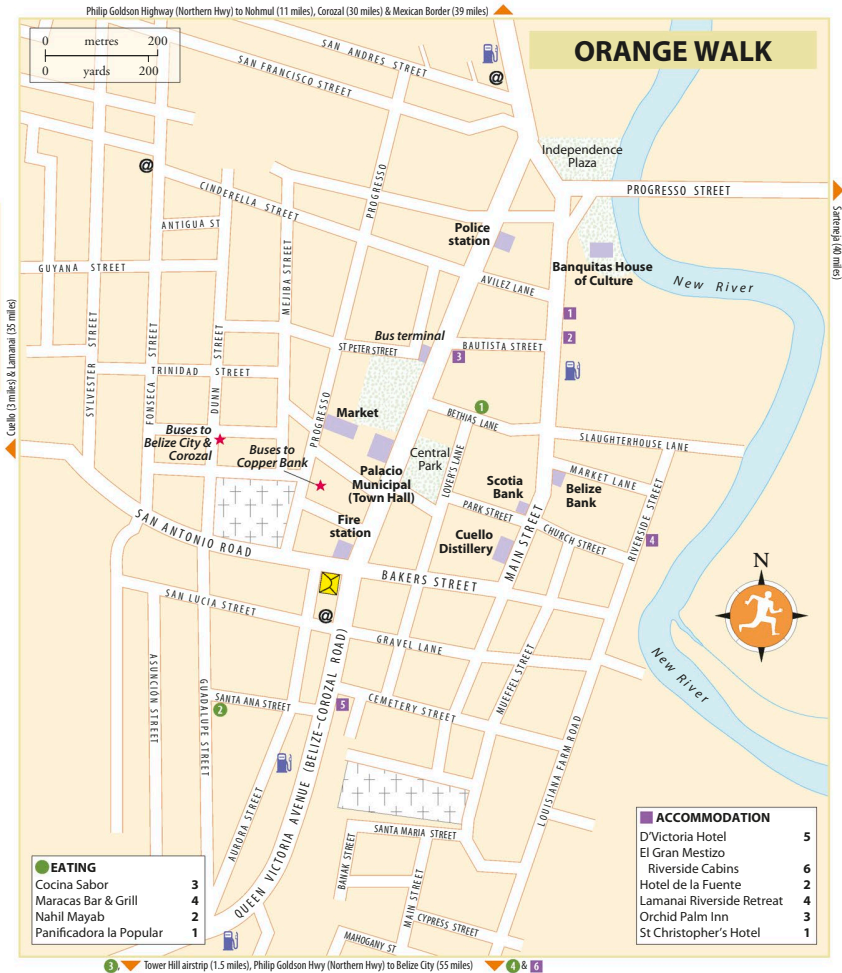 Philip Goldson Highway (Northern Hwy) to Nohmul (11 miles), Corozal (30 miles) & Mexican Border (39 miles)
0 metres 200
0 yards 200
ORANGE WALK
SAN ANDRES STREET
SAN FRANCISCO STREET
@
@
Independence
Plaza
PROGRESSO STREET
Sarteneja (40 miles)
CINDERELLA STREET
PROGRESSO
ANTIGUA ST
Police
station
Banquitas House
of Culture
GUYANA STREET
MEJIBA STREET
AVILEZ LANE
New River
1
2
Cuello (3 miles) & Lamanai (35 miles)
SYLVESTER STREET
FONSECA STREET
DUNN STREET
Bus terminal
ST PETER STREET
3
BAUTISTA STREET
TRINIDAD STREET
PROGRESSO
Market
1
BETHIAS LANE
Buses to
Belize City &
Corozal
Buses to
Copper Bank
Palacio
Municipal
(Town Hall)
Central
Park
LOVER'S LANE
SLAUGHTERHOUSE LANE
MARKET LANE
Scotia
Bank
Belize
Bank
RIVERSIDE STREET
PARK STREET
CHURCH STREET
4
Fire
station
Cuello
Distillery
MAIN STREET
SAN ANTONIO ROAD
BAKERS STREET
N
SAN LUCIA STREET
@
GRAVEL LANE
New River
ASUNCION STREET
GUADALUPE STREET
SANTA ANA STREET
2
5
CEMETERY STREET
MUEFFEL STREET
LOUISIANA FARM ROAD
AURORA STREET
QUEEN VICTORIA AVENUE (BELIZE–COROZAL ROAD)
SANTA MARIA STREET
BANAK STREET
MAIN STREET
CYPRESS STREET
MAHOGANY ST
EATING
Cocina Sabor 3
Maracas Bar & Grill 4
Nahil Mayab 2
Panificadora la Popular 1
ACCOMMODATION
D'Victoria Hotel 5
El Gran Mestizo
Riverside Cabins 6
Hotel de la Fuente 2
Lamanai Riverside Retreat 4
Orchid Palm Inn 3
St Christopher's Hotel 1
3, Tower Hill airstrip (1.5 miles), Philip Goldson Hwy (Northern Hwy) to Belize City (55 miles)
4 & 6